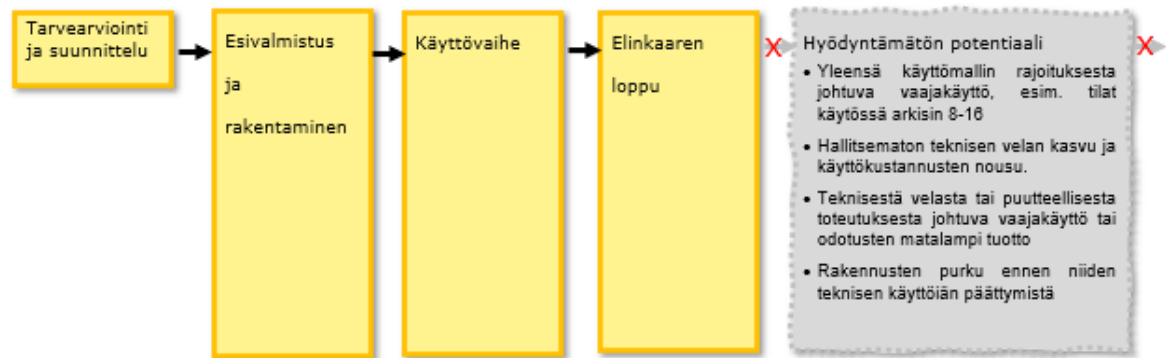 Tarvearviointi
ja suunnittelu
Esivalmistus
ja
rakentaminen
Käyttövaihe
Elinkaaren
loppu
X
Hyödyntämätön potentiaali
• Yleensä käyttömallin rajoituksesta
johtuva vaajakäyttö, esim. tilat
käytössä arkisin 8-16
• Hallitsematon teknisen velan kasvu ja
käyttökustannusten nousu.
• Teknisestä velasta tai puutteellisesta
toteutuksesta johtuva vaajakäyttö tai
odotusten matalampi tuotto
• Rakennusten purku ennen niiden
teknisen käyttöiän päättymistä
X